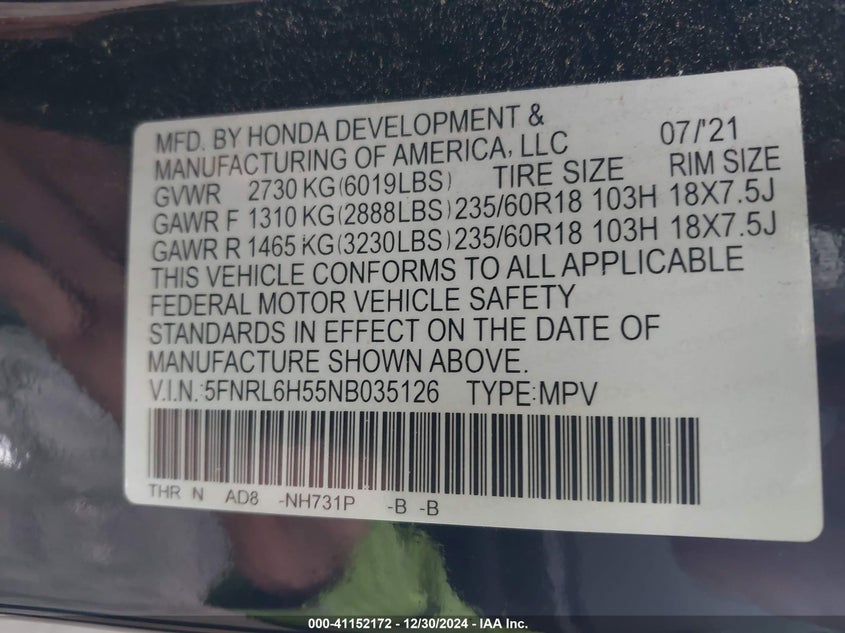 MFD. BY HONDA DEVELOPMENT & 07/'21
MANUFACTURING OF AMERICA, LLC
GVWR 2730 KG(6019LBS) TIRE SIZE RIM SIZE
GAWR F 1310 KG(2888LBS) 235/60R18 103H 18X7.5J
GAWR R 1465 KG(3230LBS) 235/60R18 103H 18X7.5J
THIS VEHICLE CONFORMS TO ALL APPLICABLE
FEDERAL MOTOR VEHICLE SAFETY
STANDARDS IN EFFECT ON THE DATE OF
MANUFACTURE SHOWN ABOVE.
V.I.N.:5FNRL6H55NB035126 TYPE:MPV
THR N AD8 -NH731P -B -B
000-41152172 - 12/30/2024 - IAA Inc.